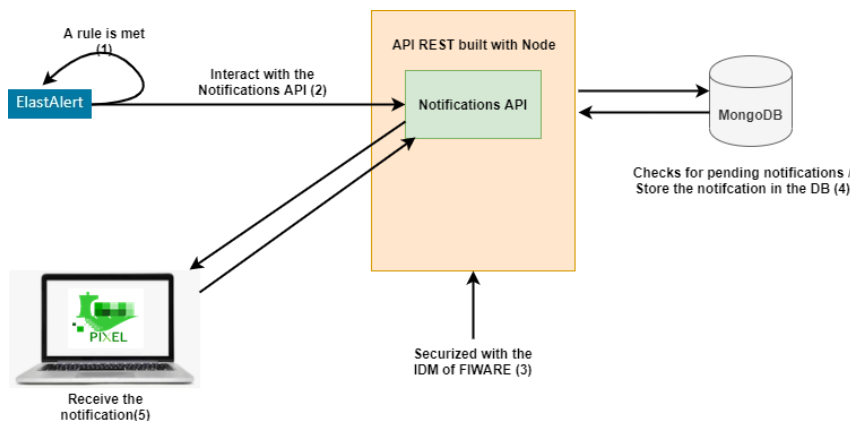 A rule is met
(1)
API REST built with Node
Interact with the
Notifications API (2)
ElastAlert
Notifications API
MongoDB
Checks for pending notifications /
Store the notifcation in the DB (4)
PIXEL
Securized with the
IDM of FIWARE (3)
Receive the
notification(5)